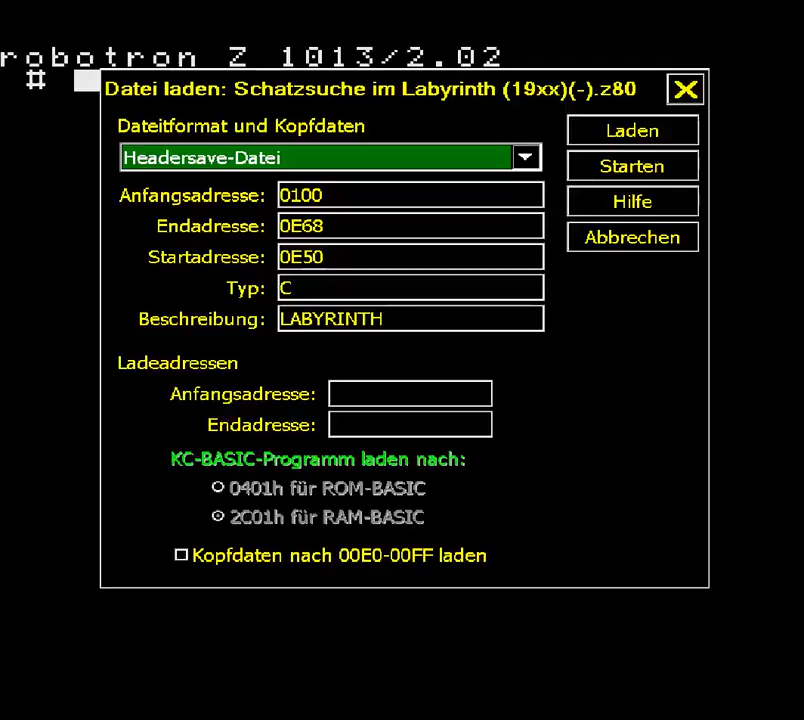 robotron Z 1013/2.02
#
Datei laden: Schatzsuche im Labyrinth (19xx)(-).z80
Dateitformat und Kopfdaten
Headersave-Datei
Anfangsadresse: 0100
Endadresse: 0E68
Startadresse: 0E50
Typ: C
Beschreibung: LABYRINTH
Laden
Starten
Hilfe
Abbrechen
Ladeadressen
Anfangsadresse:
Endadresse:
KC-BASIC-Programm laden nach:
0401h für ROM-BASIC
2C01h für RAM-BASIC
Kopfdaten nach 00E0-00FF laden